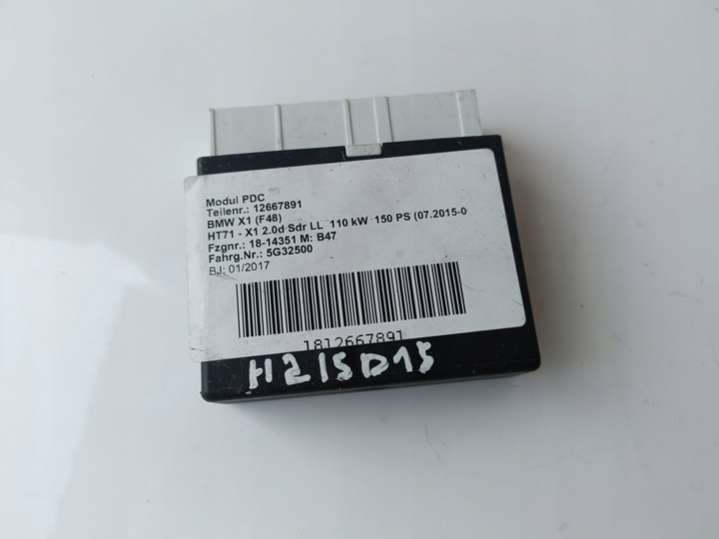 Modul PDC
Teilenr.: 12667891
BMW X1 (F48)
HT71 - X1 2.0d Sdr LL 110 kW 150 PS (07.2015-0
Fzgnr.: 18-14351 M: B47
Fahrg.Nr.: 5G32500
BJ: 01/2017
1812667891
H215D15